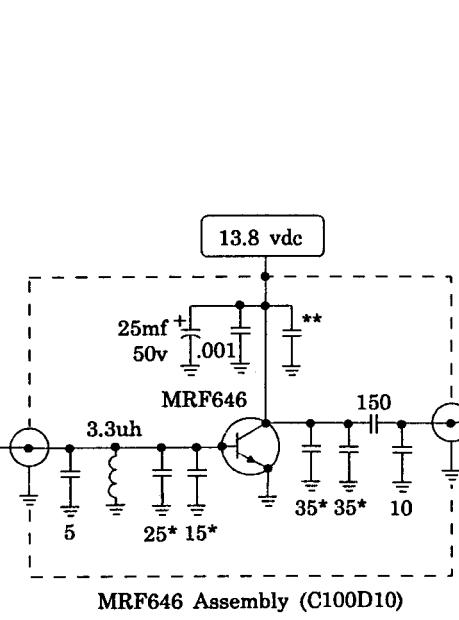 13.8 vdc
25mf +
50v
.001
**
MRF646
3.3uh
150
5
25* 15*
35* 35*
10
MRF646 Assembly (C100D10)